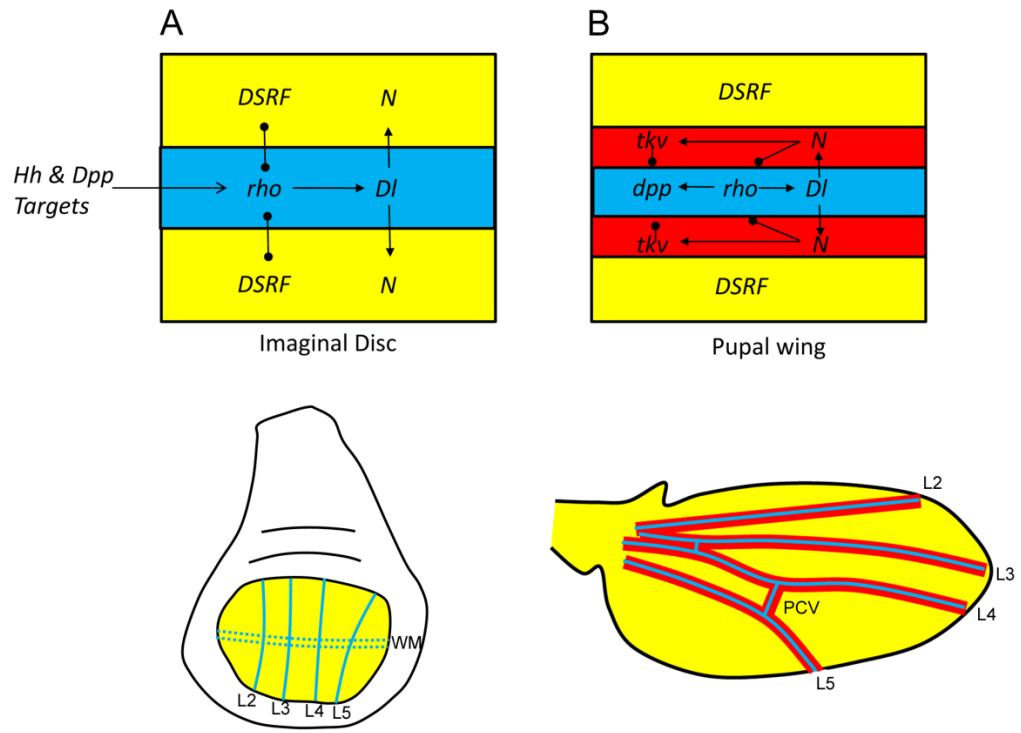 A
DSRF N
Hh & Dpp
Targets
rho Dl
DSRF N
Imaginal Disc
B
DSRF
tkv N
dpp rho Dl
tkv N
DSRF
Pupal wing
WM
L2 L3 L4 L5
L2
L3
L4
PCV
L5